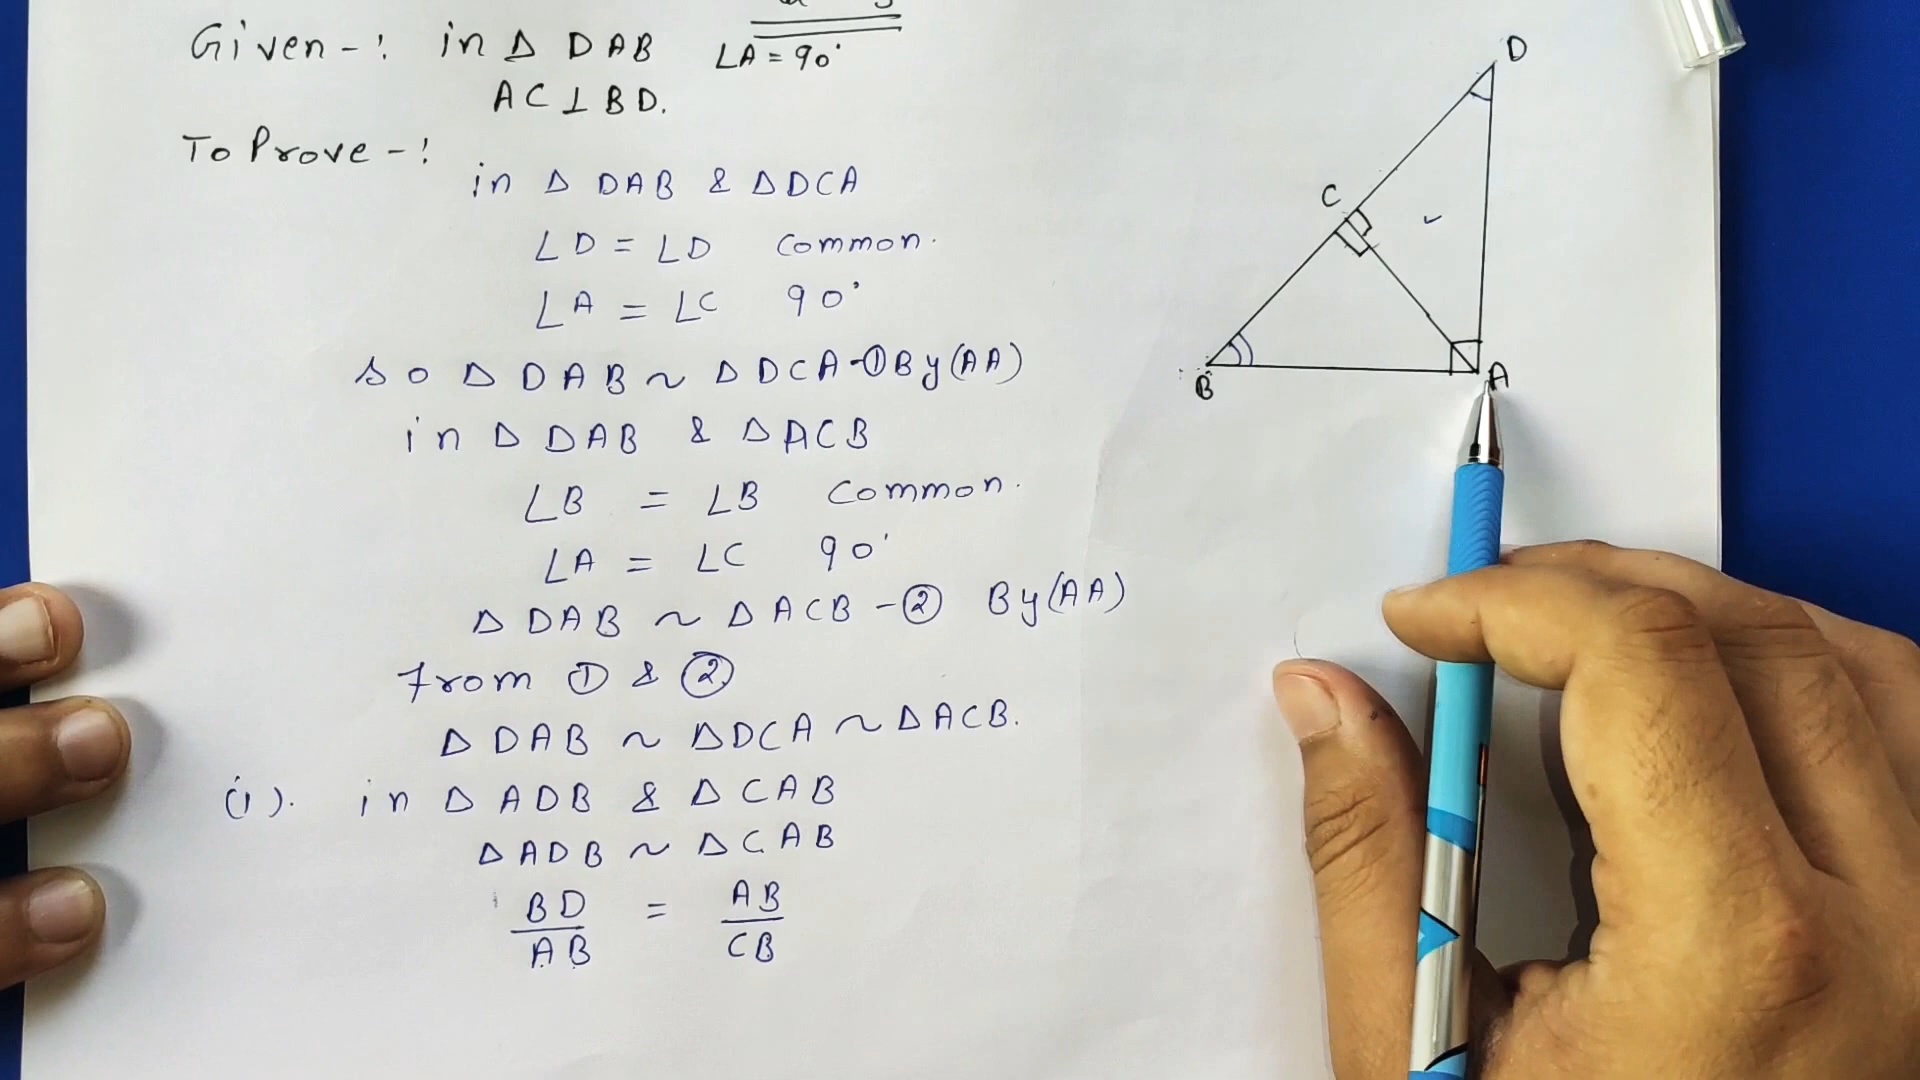 Given -: in Δ DAB ∠A = 90°
AC ⊥ BD.
To Prove -:
in Δ DAB & Δ DCA
∠D = ∠D Common.
∠A = ∠C 90°
so Δ DAB ~ Δ DCA -① By (AA)
in Δ DAB & Δ ACB
∠B = ∠B Common.
∠A = ∠C 90°
Δ DAB ~ Δ ACB -② By (AA)
from ① & ②
Δ DAB ~ Δ DCA ~ Δ ACB.
(i). in Δ ADB & Δ CAB
Δ ADB ~ Δ CAB
BD/AB = AB/CB
D
C
B
A